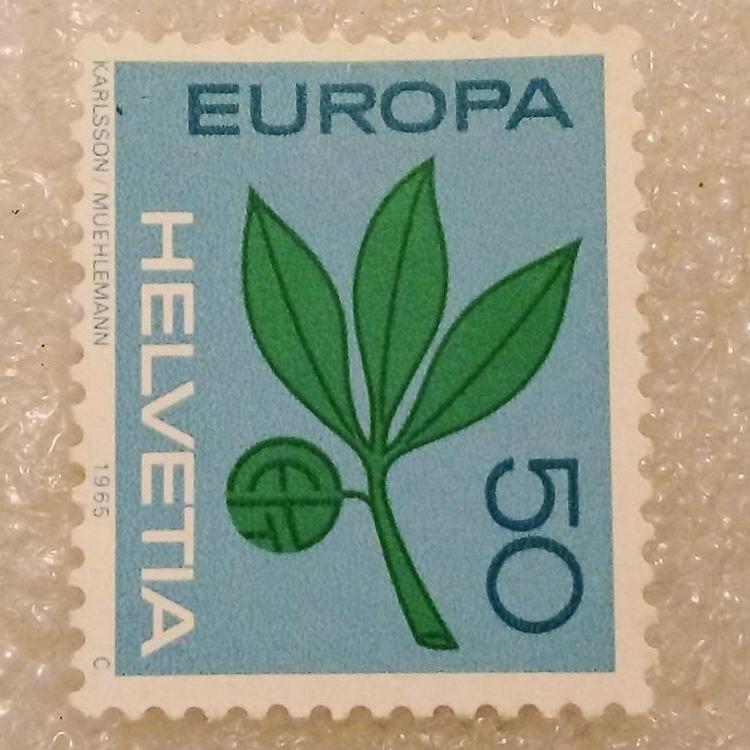 EUROPA
HELVETIA
50
KARLSSON / MUEHLEMANN 1965 C